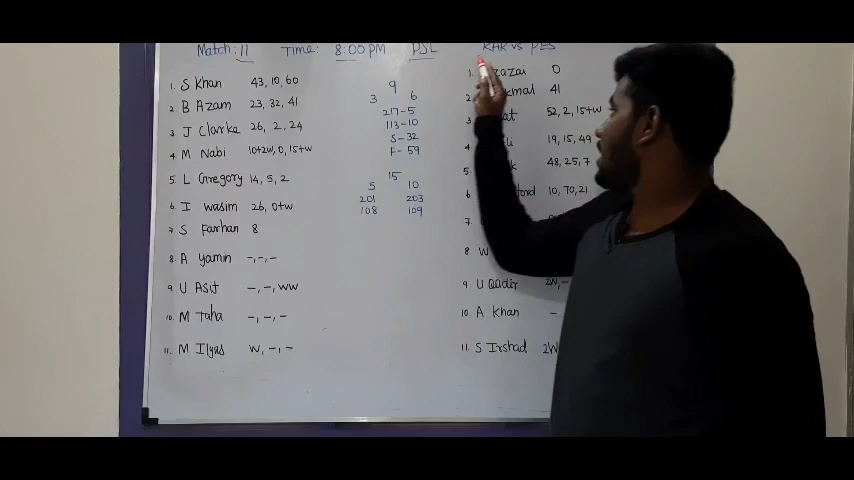 Match: 11 Time: 8:00 PM PSL KAR vs PES
1. S Khan 43, 10, 60
2. B Azam 23, 32, 41
3. J Clarke 26, 2, 24
4. M Nabi 10+2w, 0, 15+w
5. L Gregory 14, 5, 2
6. I wasim 26, 0+w
7 S Farhan 8
8. A yamin -, -, -
9. U Asif -, -, WW
10. M Taha -, -, -
11. M Ilyas W, -, -
9
3 6
217-5
113-10
S-32
F-59
15
5 10
201 203
108 109
1. zazai 0
2. kmal 41
3. at 52, 2, 15+w
4. li 19, 15, 49
5. k 48, 25, 7
6 ford 10, 70, 21
7.
8. W
9. U Qadir 2W, -
10. A Khan -
11. S Irshad 2W